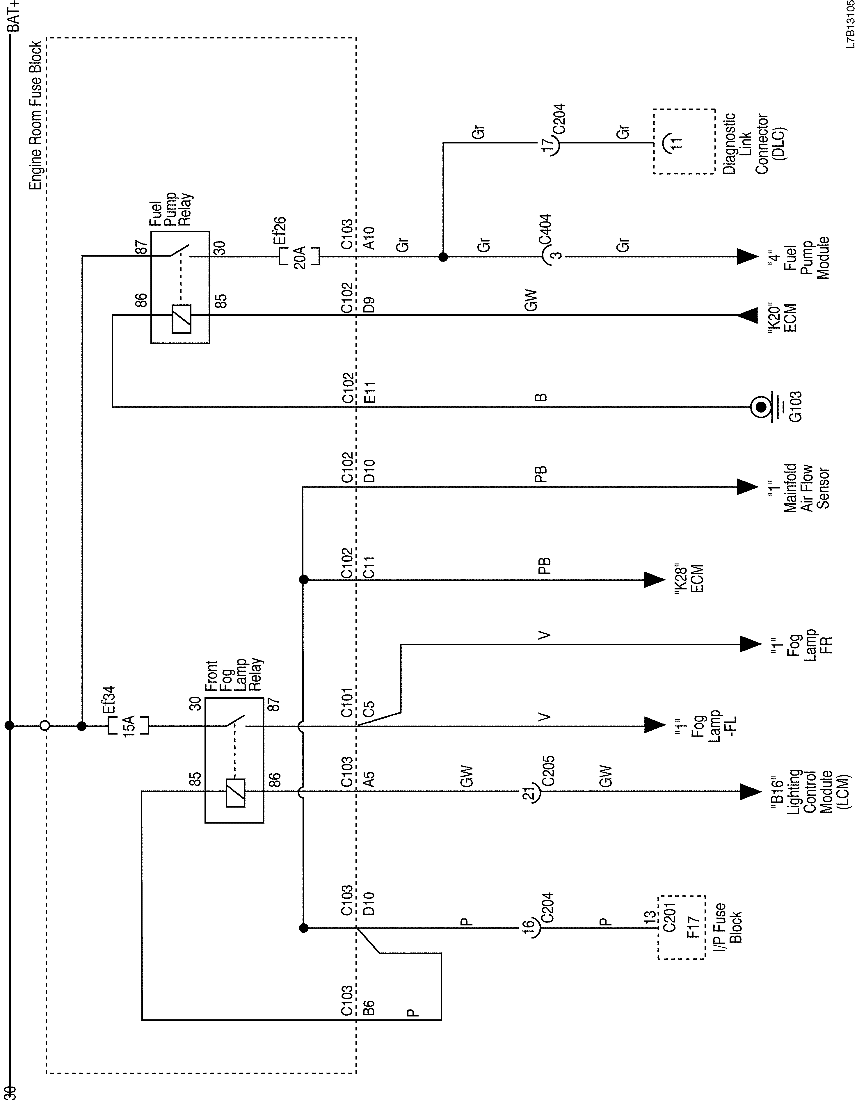 30
BAT+
Engine Room Fuse Block
Ef34
15A
Front
Fog
Lamp
Relay
85
30
86
87
Fuel
Pump
Relay
86
87
85
30
Ef26
20A
C103
B6
C103
D10
C103
A5
C101
C5
C102
C11
C102
D10
C102
E11
C102
D9
C103
A10
P
P
16
C204
P
13
C201
F17
I/P Fuse
Block
GW
21
C205
GW
"B16"
Lighting
Control
Module
(LCM)
V
"1"
Fog
Lamp
-FL
V
"1"
Fog
Lamp
FR
PB
"K28"
ECM
PB
"1"
Mainfold
Air Flow
Sensor
B
G103
GW
"K20"
ECM
Gr
Gr
3
C404
Gr
"4"
Fuel
Pump
Module
Gr
17
C204
Gr
11
Diagnostic
Link
Connector
(DLC)
L7B13105